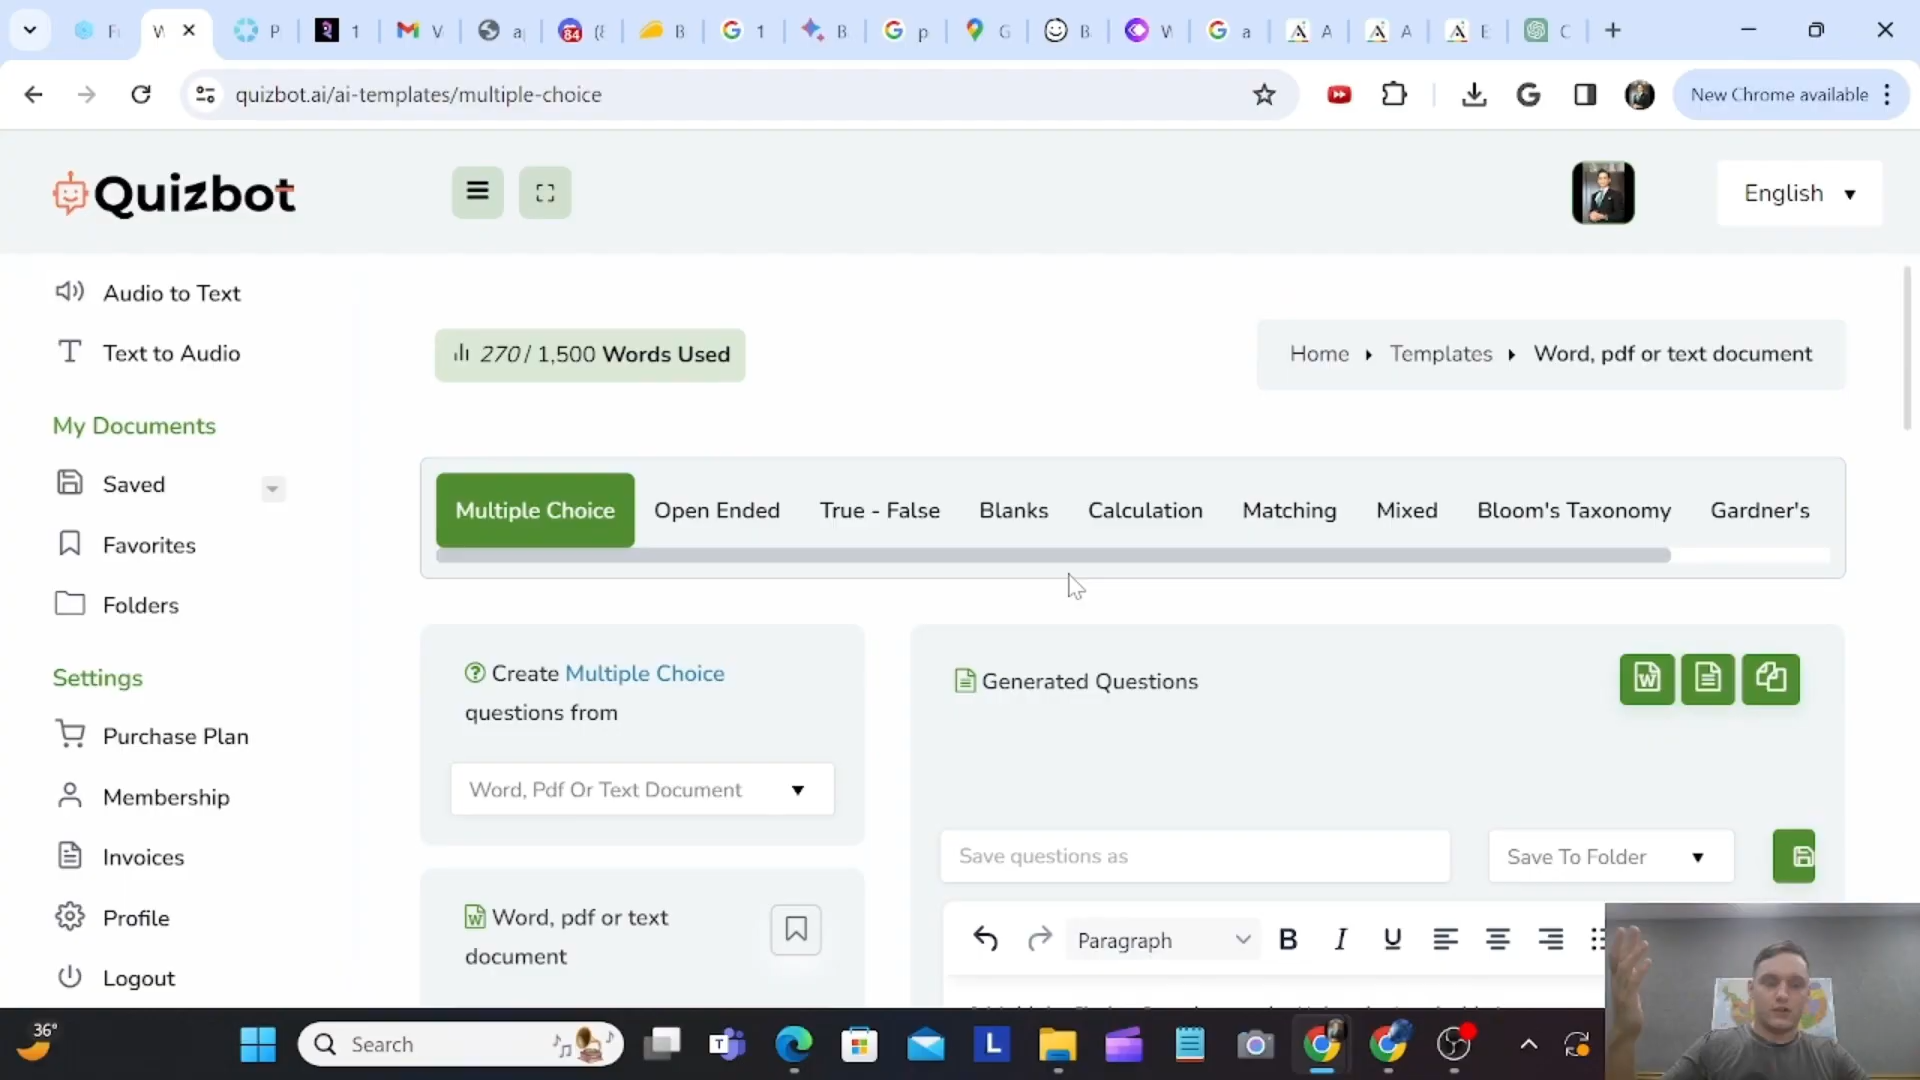 F
W
P
1
V
a
84
(8
B
1
B
p
G
B
W
a
A
A
E
C
quizbot.ai/ai-templates/multiple-choice
New Chrome available
Quizbot
English
Audio to Text
Text to Audio
My Documents
Saved
Favorites
Folders
Settings
Purchase Plan
Membership
Invoices
Profile
Logout
270 / 1,500 Words Used
Home Templates Word, pdf or text document
Multiple Choice Open Ended True - False Blanks Calculation Matching Mixed Bloom's Taxonomy Gardner's
Create Multiple Choice
questions from
Word, Pdf Or Text Document
Word, pdf or text
document
Generated Questions
Save questions as
Save To Folder
Paragraph B I U
36°
Search